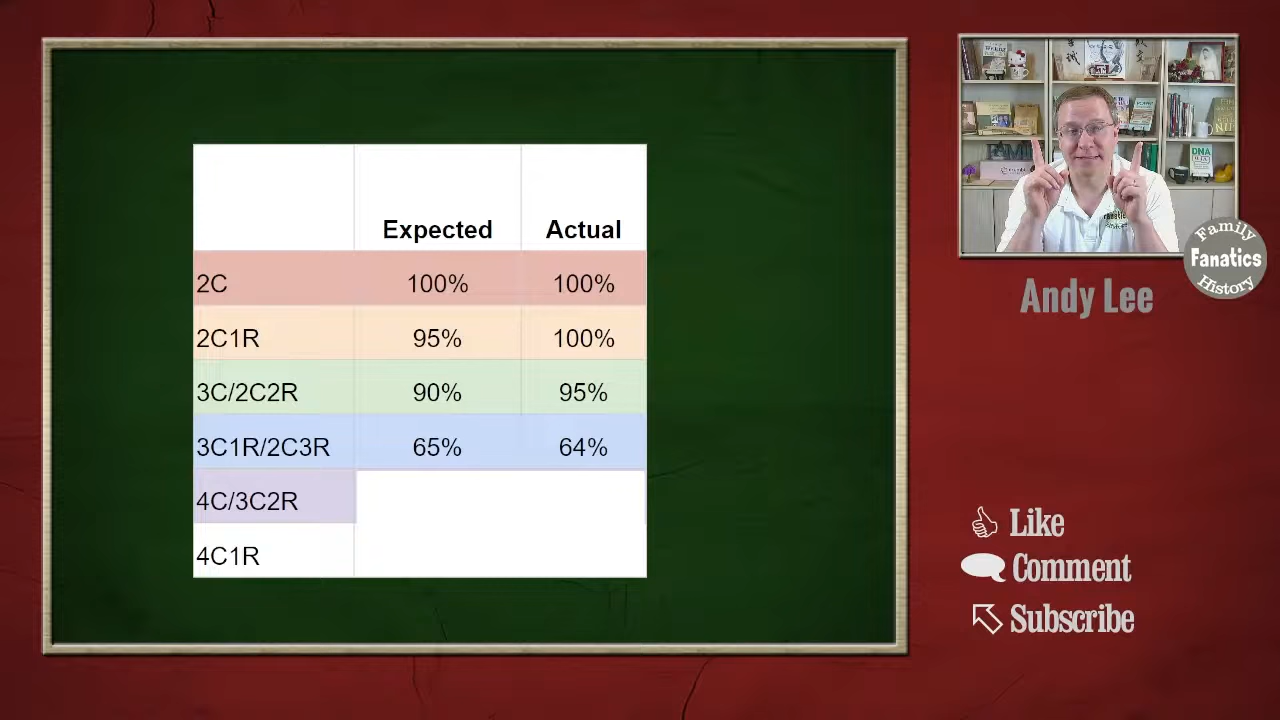 Expected Actual
2C 100% 100%
2C1R 95% 100%
3C/2C2R 90% 95%
3C1R/2C3R 65% 64%
4C/3C2R
4C1R
DNA
Family
Fanatics
History
Andy Lee
Like
Comment
Subscribe